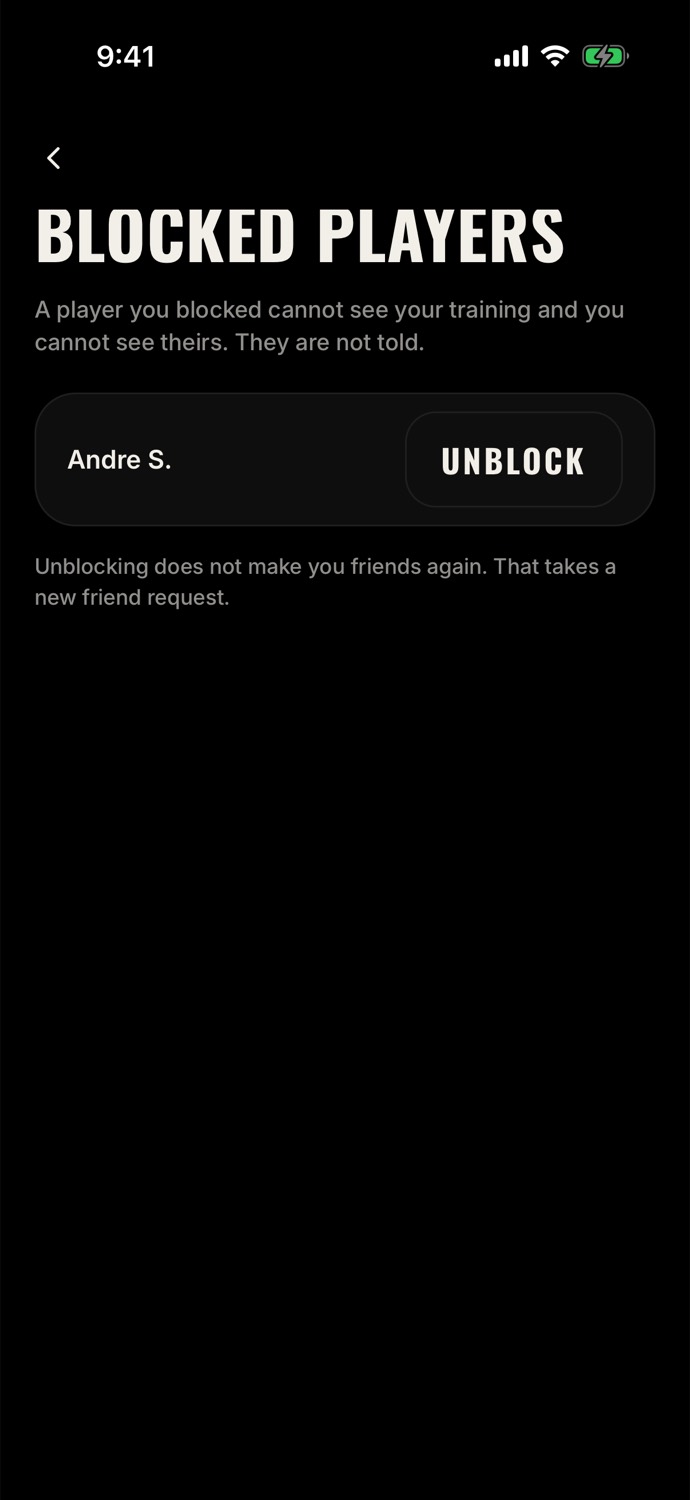 9:41
BLOCKED PLAYERS
A player you blocked cannot see your training and you
cannot see theirs. They are not told.
Andre S.
UNBLOCK
Unblocking does not make you friends again. That takes a
new friend request.